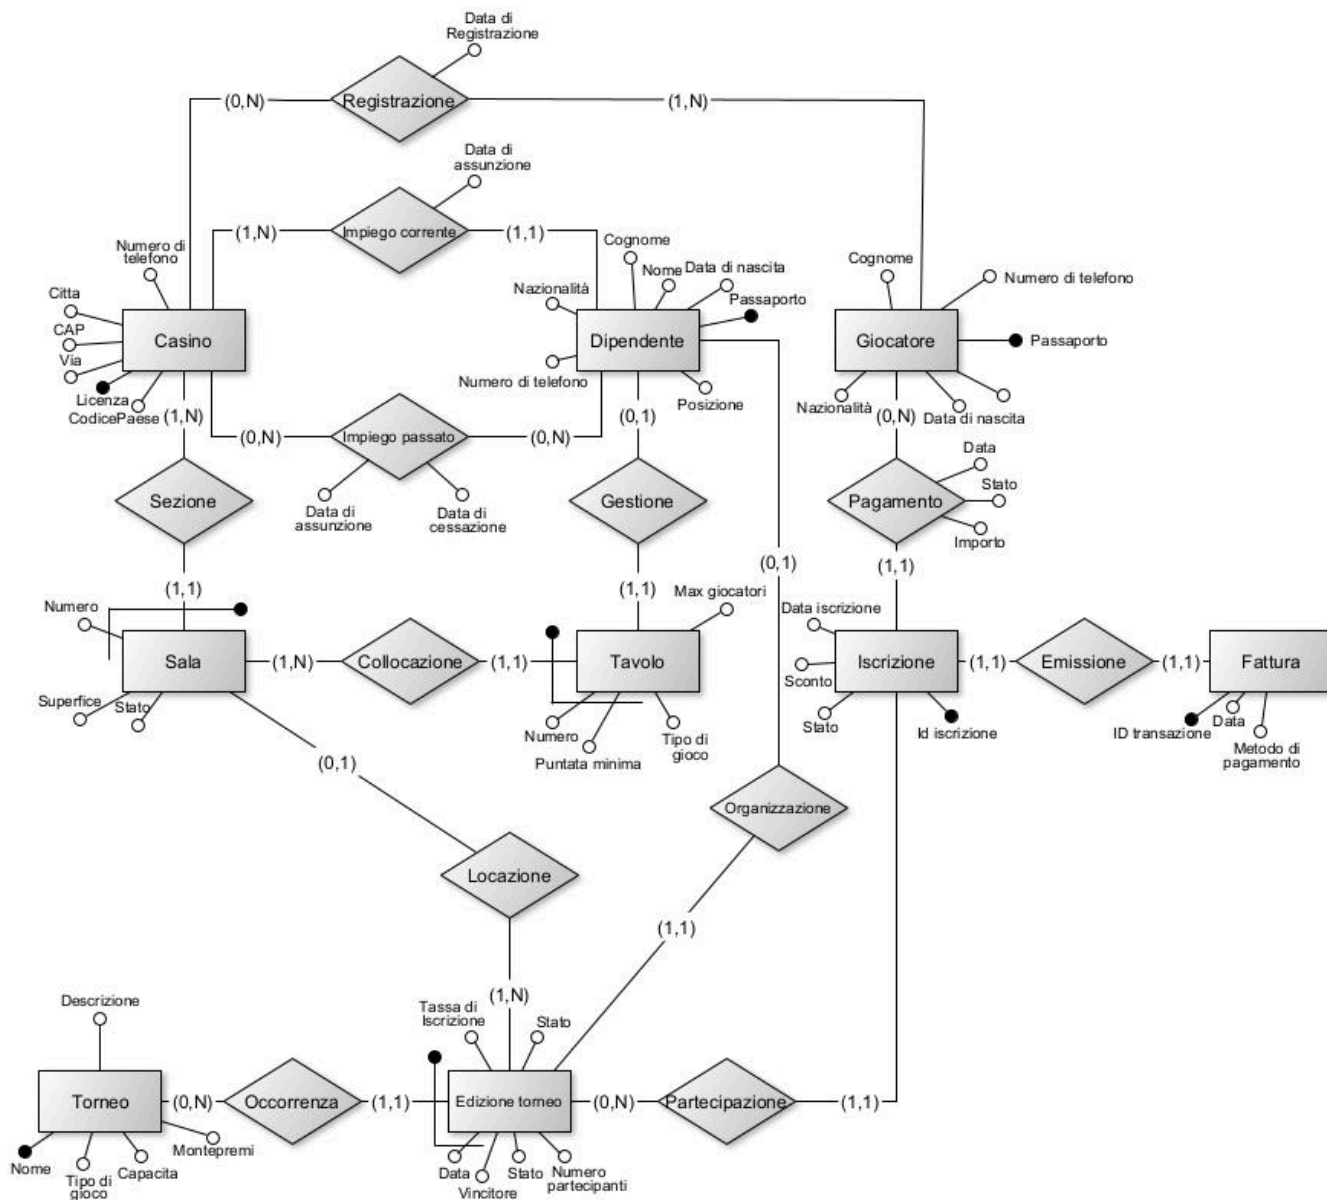 Data di
Registrazione
(0,N)
Registrazione
(1,N)
Data di
assunzione
(1,N)
Impiego corrente
(1,1)
Numero di
telefono
Citta
CAP
Via
Casino
Licenza
CodicePaese
(1,N)
Cognome
Nome
Data di nascita
Nazionalità
Passaporto
Dipendente
Numero di telefono
Posizione
(0,1)
Cognome
Numero di telefono
Giocatore
Passaporto
Nazionalità
Data di nascita
(0,N)
(0,N)
Impiego passato
(0,N)
Data di
assunzione
Data di
cessazione
Sezione
Gestione
Data
Stato
Pagamento
Importo
(0,1)
(1,1)
(1,1)
(1,1)
Numero
Sala
Superfice
Stato
(1,N)
Collocazione
(1,1)
Max giocatori
Tavolo
Numero
Puntata minima
Tipo di
gioco
Data iscrizione
Iscrizione
Sconto
Stato
Id iscrizione
(1,1)
Emissione
(1,1)
Fattura
ID transazione
Data
Metodo di
pagamento
(0,1)
Organizzazione
Locazione
(1,1)
(1,N)
Descrizione
Torneo
Nome
Tipo di
gioco
Capacita
Montepremi
(0,N)
Occorrenza
(1,1)
Tassa di
Iscrizione
Stato
Edizione torneo
Data
Vincitore
Stato
Numero
partecipanti
(0,N)
Partecipazione
(1,1)